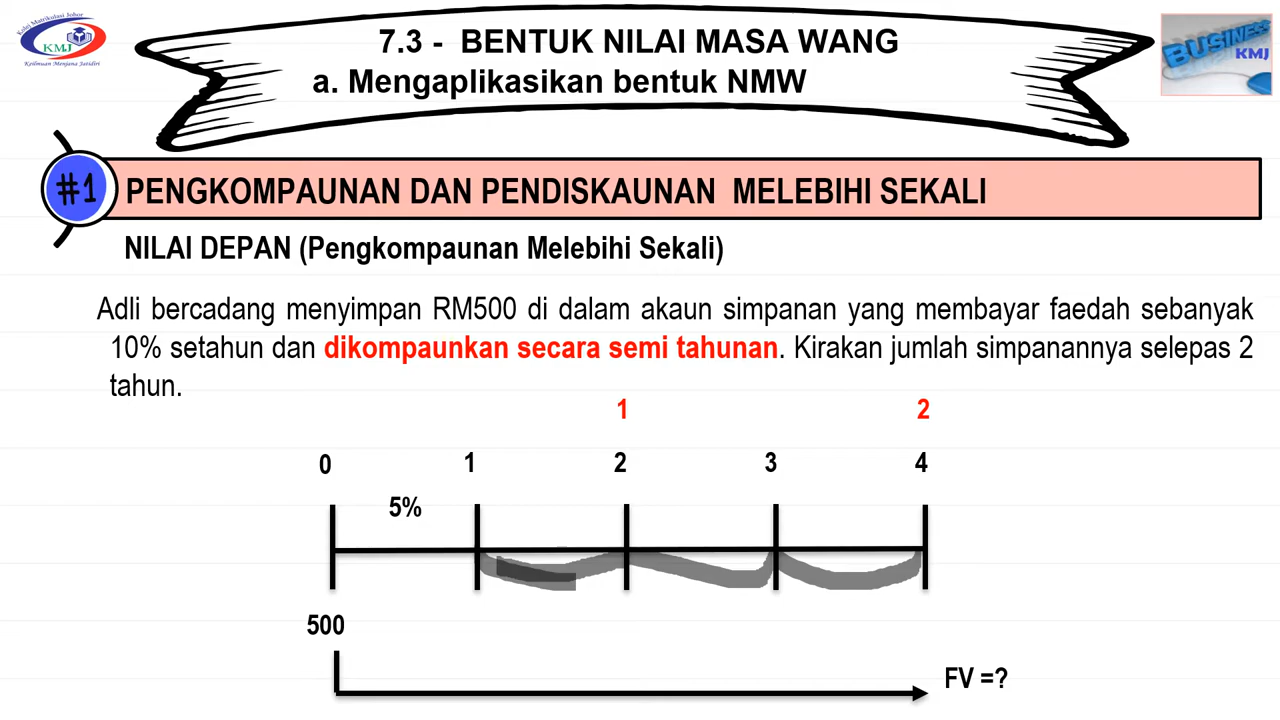 Kolej Matrikulasi Johor
KMJ
Keilmuan Menjana Jatidiri
7.3 - BENTUK NILAI MASA WANG
a. Mengaplikasikan bentuk NMW
BUSINESS
KMJ
#1
PENGKOMPAUNAN DAN PENDISKAUNAN MELEBIHI SEKALI
NILAI DEPAN (Pengkompaunan Melebihi Sekali)
Adli bercadang menyimpan RM500 di dalam akaun simpanan yang membayar faedah sebanyak
10% setahun dan dikompaunkan secara semi tahunan. Kirakan jumlah simpanannya selepas 2
tahun.
1 2
0 1 2 3 4
5%
500
FV =?